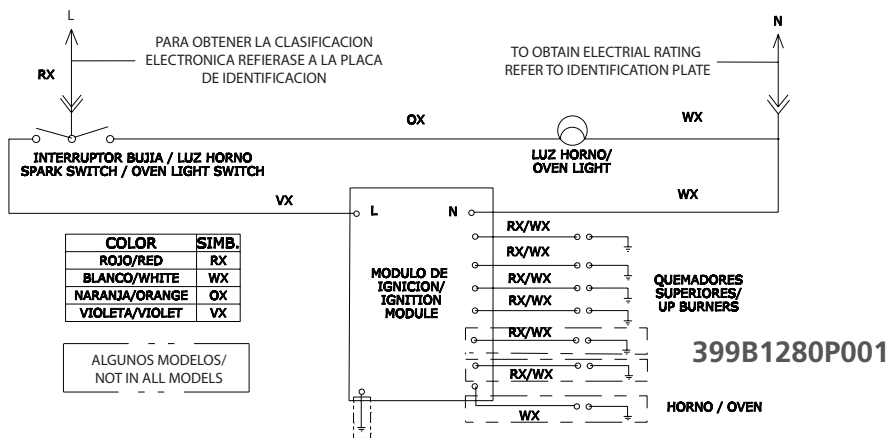 L
N
PARA OBTENER LA CLASIFICACION
ELECTRONICA REFIERASE A LA PLACA
DE IDENTIFICACION
TO OBTAIN ELECTRIAL RATING
REFER TO IDENTIFICATION PLATE
RX
OX
WX
INTERRUPTOR BUJIA / LUZ HORNO
SPARK SWITCH / OVEN LIGHT SWITCH
LUZ HORNO/
OVEN LIGHT
VX
WX
L
N
COLOR SIMB.
ROJO/RED RX
BLANCO/WHITE WX
NARANJA/ORANGE OX
VIOLETA/VIOLET VX
MODULO DE
IGNICION/
IGNITION
MODULE
RX/WX
RX/WX
RX/WX
RX/WX
RX/WX
RX/WX
WX
QUEMADORES
SUPERIORES/
UP BURNERS
399B1280P001
ALGUNOS MODELOS/
NOT IN ALL MODELS
HORNO / OVEN